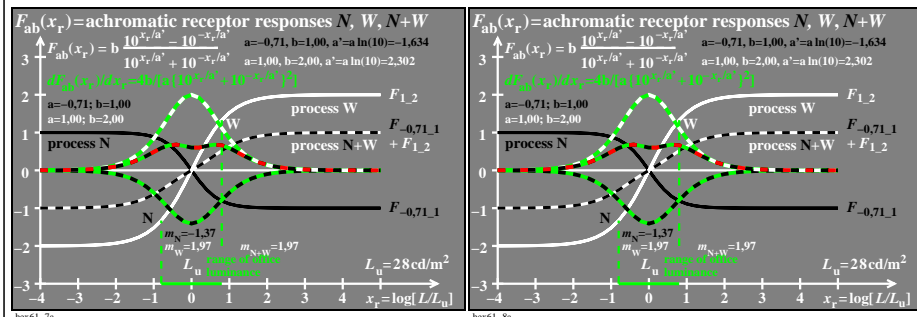 F_ab(x_r)=achromatic receptor responses N, W, N+W
F_ab(x_r) = b (10^{x_r/a'} − 10^{−x_r/a'}) / (10^{x_r/a'} + 10^{−x_r/a'})
a=−0,71, b=1,00, a'=a ln(10)=−1,634
a=1,00, b=2,00, a'=a ln(10)=2,302
dF_ab(x_r)/dx_r=4b/[a{10^{x_r/a'}+10^{−x_r/a'}}^2]
a=−0,71; b=1,00
a=1,00; b=2,00
F_1_2
process W
W
F_−0,71_1
+ F_1_2
process N
process N+W
F_−0,71_1
N
m_N=−1,37
m_W=1,97
m_N+W=1,97
L_u
range of office
luminance
L_u=28cd/m^2
3
2
1
0
−1
−2
−3
−4 −3 −2 −1 0 1 2 3 4
x_r=log[L/L_u]
hex61_7a
F_ab(x_r)=achromatic receptor responses N, W, N+W
F_ab(x_r) = b (10^{x_r/a'} − 10^{−x_r/a'}) / (10^{x_r/a'} + 10^{−x_r/a'})
a=−0,71, b=1,00, a'=a ln(10)=−1,634
a=1,00, b=2,00, a'=a ln(10)=2,302
dF_ab(x_r)/dx_r=4b/[a{10^{x_r/a'}+10^{−x_r/a'}}^2]
a=−0,71; b=1,00
a=1,00; b=2,00
F_1_2
process W
W
F_−0,71_1
+ F_1_2
process N
process N+W
F_−0,71_1
N
m_N=−1,37
m_W=1,97
m_N+W=1,97
L_u
range of office
luminance
L_u=28cd/m^2
3
2
1
0
−1
−2
−3
−4 −3 −2 −1 0 1 2 3 4
x_r=log[L/L_u]
hex61_8a